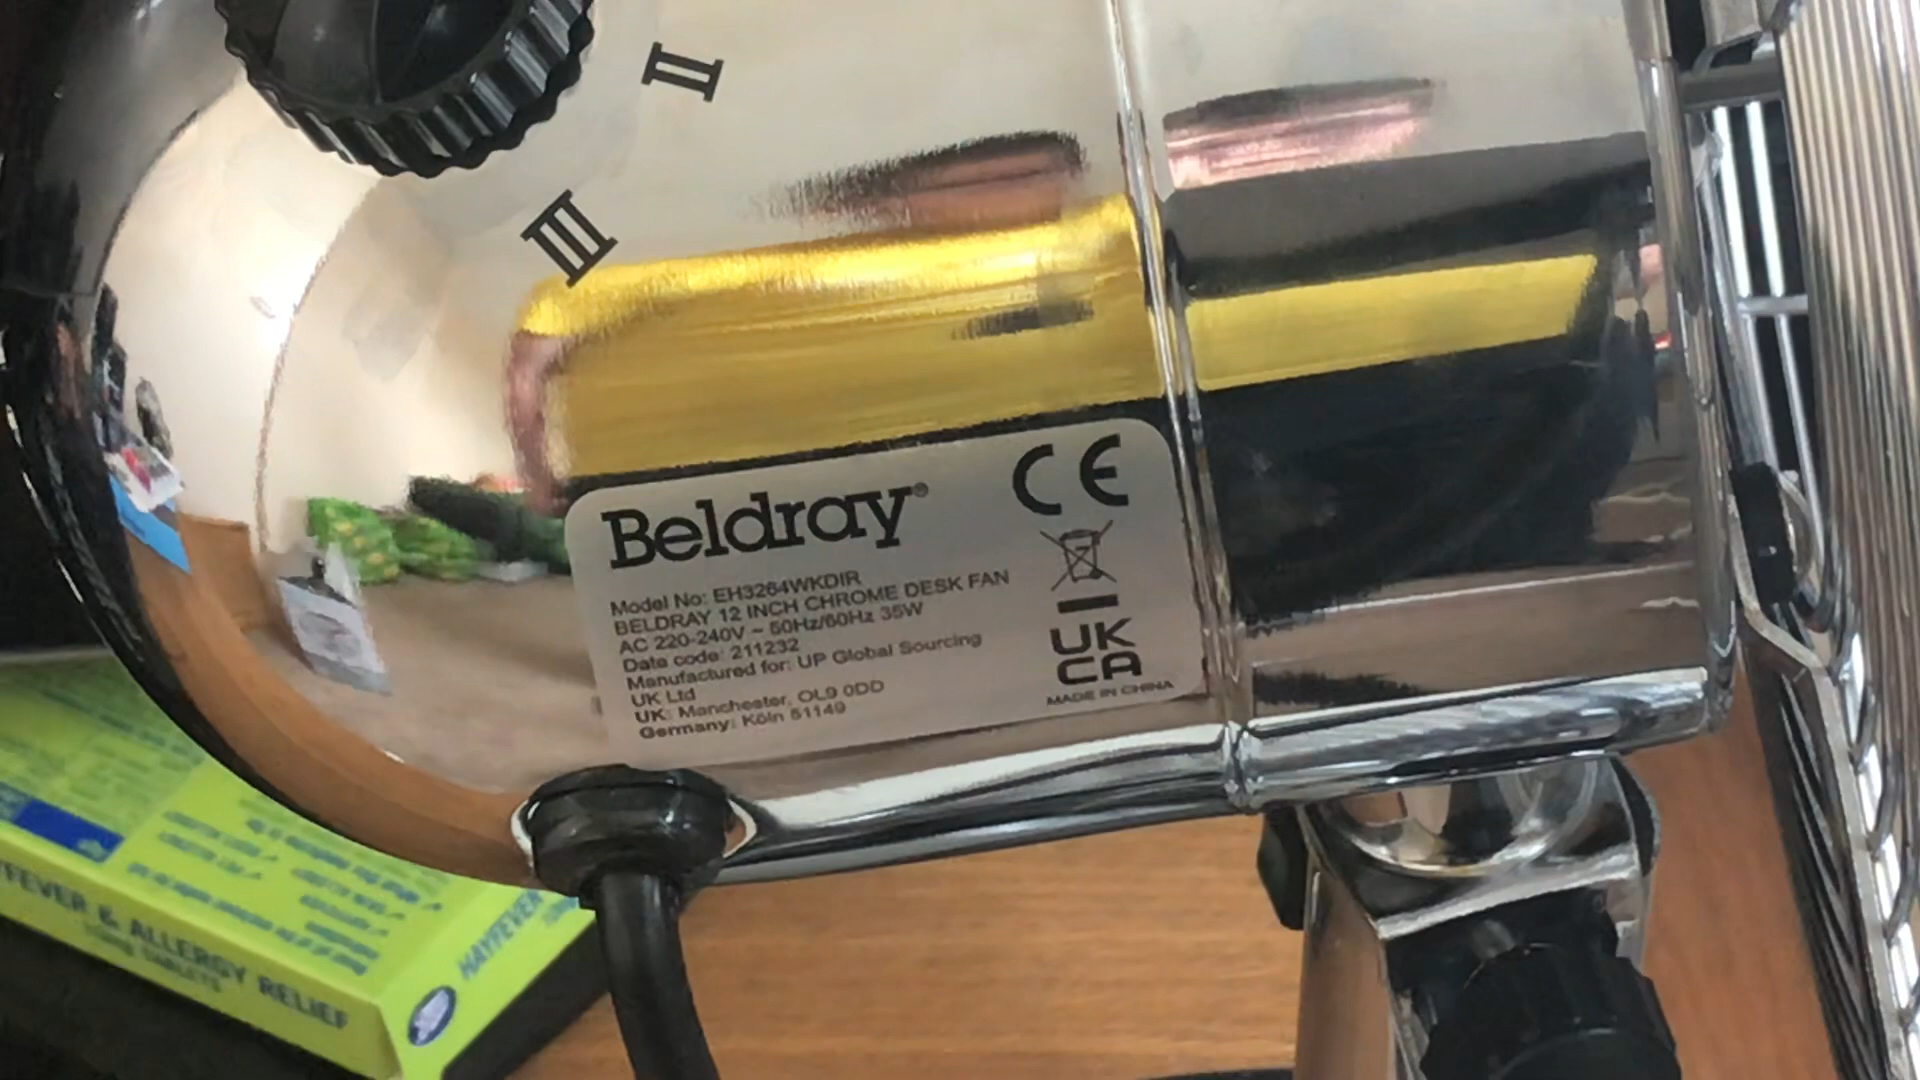 II
III
Beldray®
CE
Model No: EH3264WKDIR
BELDRAY 12 INCH CHROME DESK FAN
AC 220-240V ~ 50Hz/60Hz 35W
Date code: 211232
Manufactured for: UP Global Sourcing
UK Ltd
UK: Manchester, OL9 0DD
Germany: Köln 51149
UK
CA
MADE IN CHINA
FEVER & ALLERGY RELIEF
TABLETS
HAYFEVER